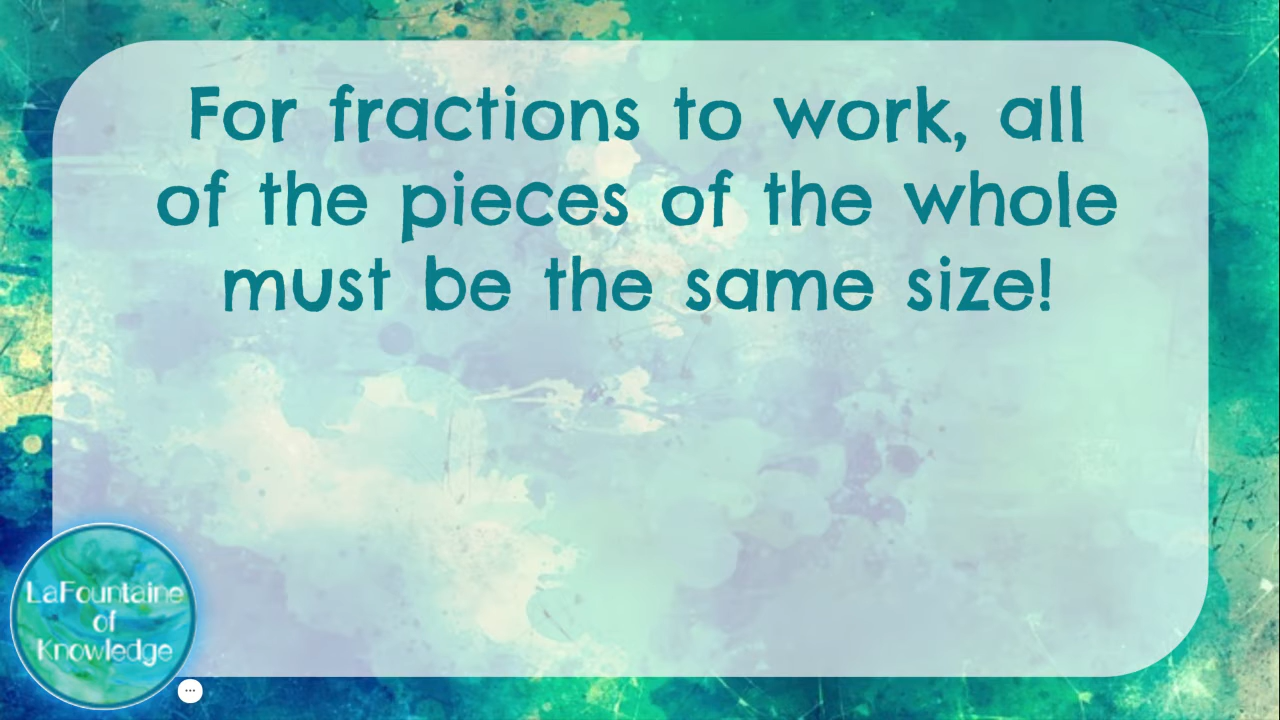 For fractions to work, all
of the pieces of the whole
must be the same size!
LaFountaine
of
Knowledge